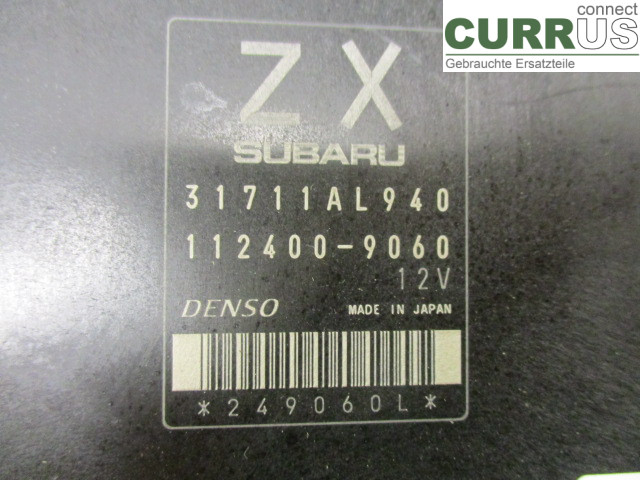 connect
CURRUS
Gebrauchte Ersatzteile
ZX
SUBARU
31711AL940
112400-9060
12V
DENSO MADE IN JAPAN
*249060L*